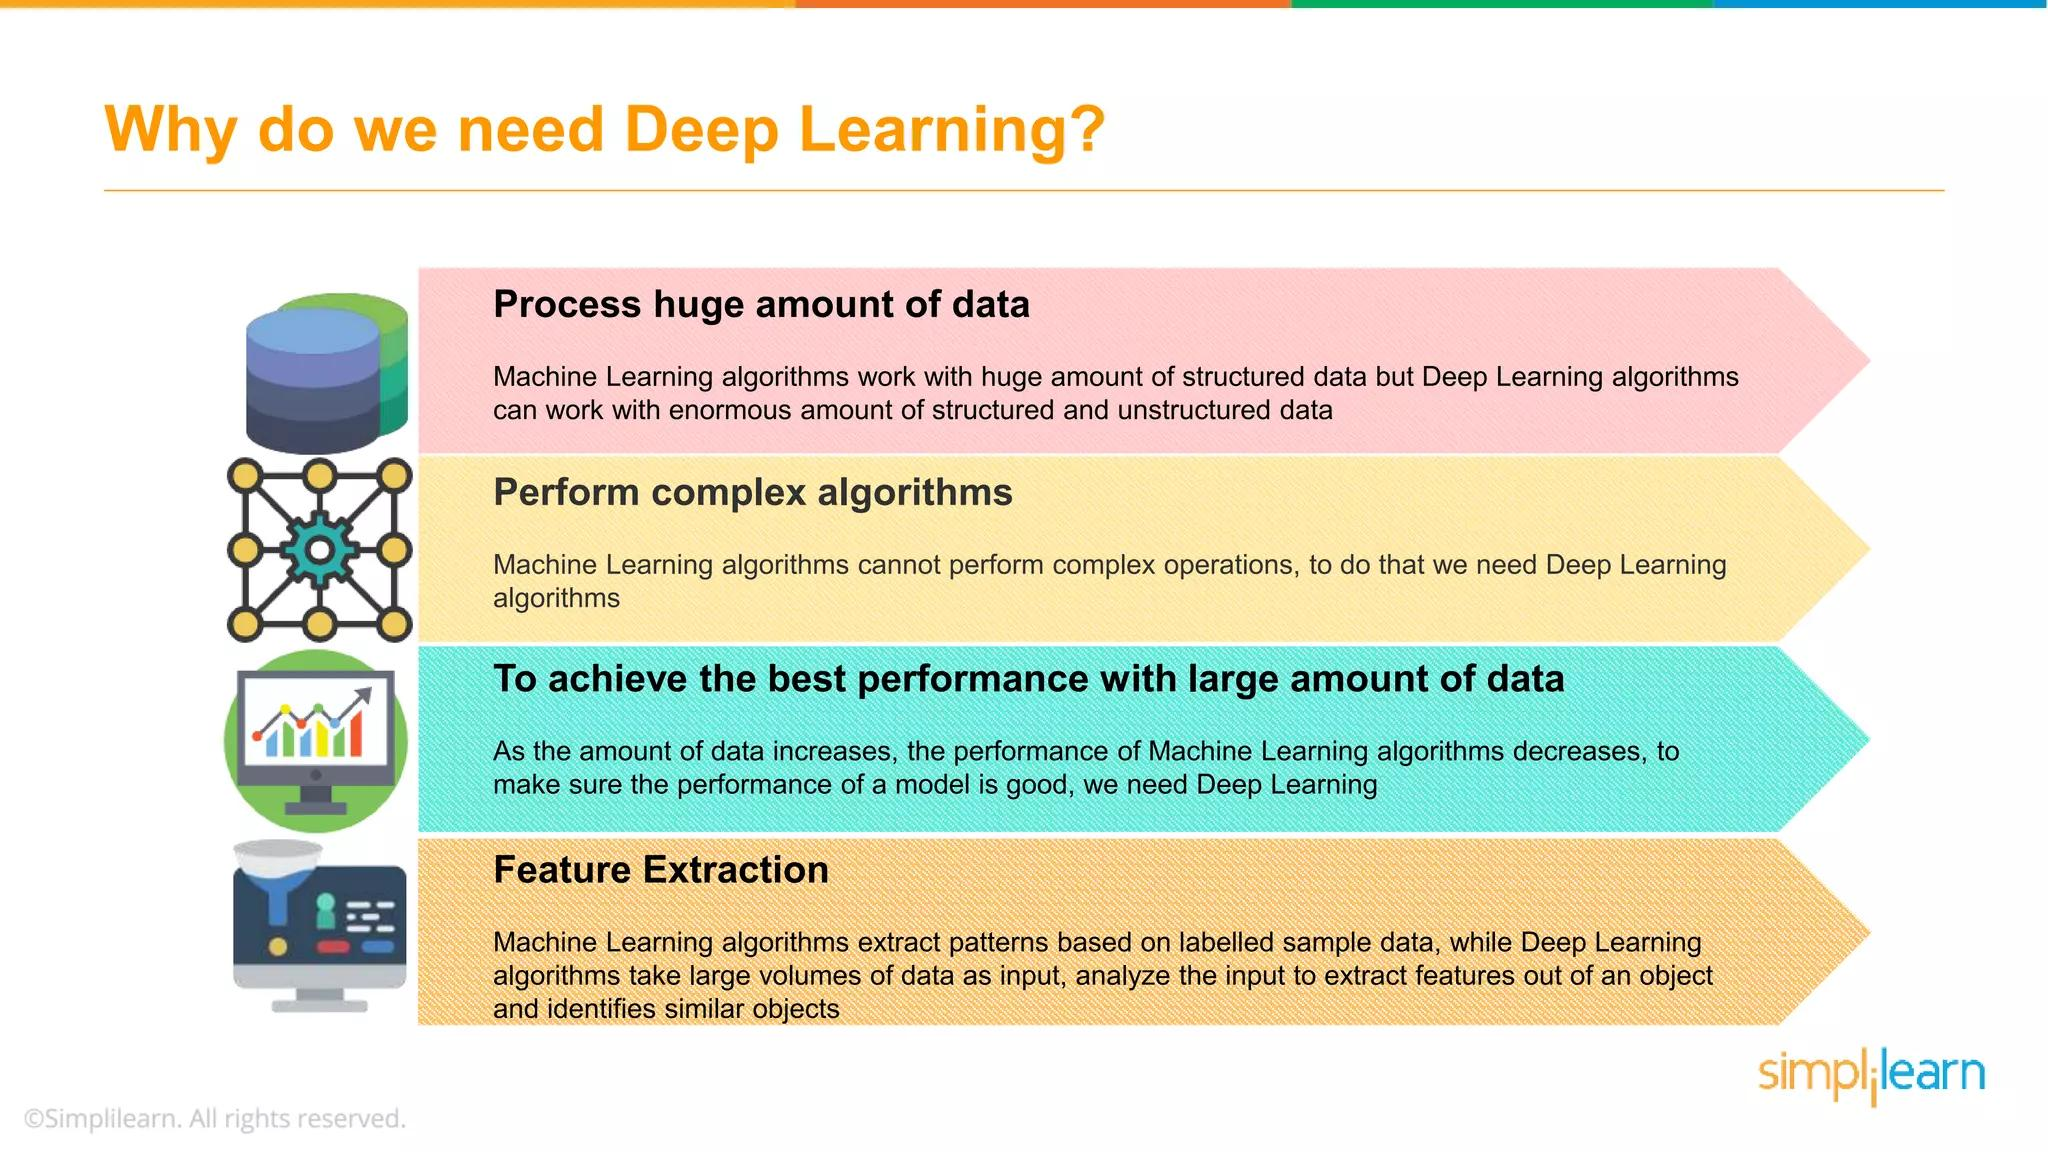 Why do we need Deep Learning?
Process huge amount of data
Machine Learning algorithms work with huge amount of structured data but Deep Learning algorithms
can work with enormous amount of structured and unstructured data
Perform complex algorithms
Machine Learning algorithms cannot perform complex operations, to do that we need Deep Learning
algorithms
To achieve the best performance with large amount of data
As the amount of data increases, the performance of Machine Learning algorithms decreases, to
make sure the performance of a model is good, we need Deep Learning
Feature Extraction
Machine Learning algorithms extract patterns based on labelled sample data, while Deep Learning
algorithms take large volumes of data as input, analyze the input to extract features out of an object
and identifies similar objects
simplilearn
©Simplilearn. All rights reserved.